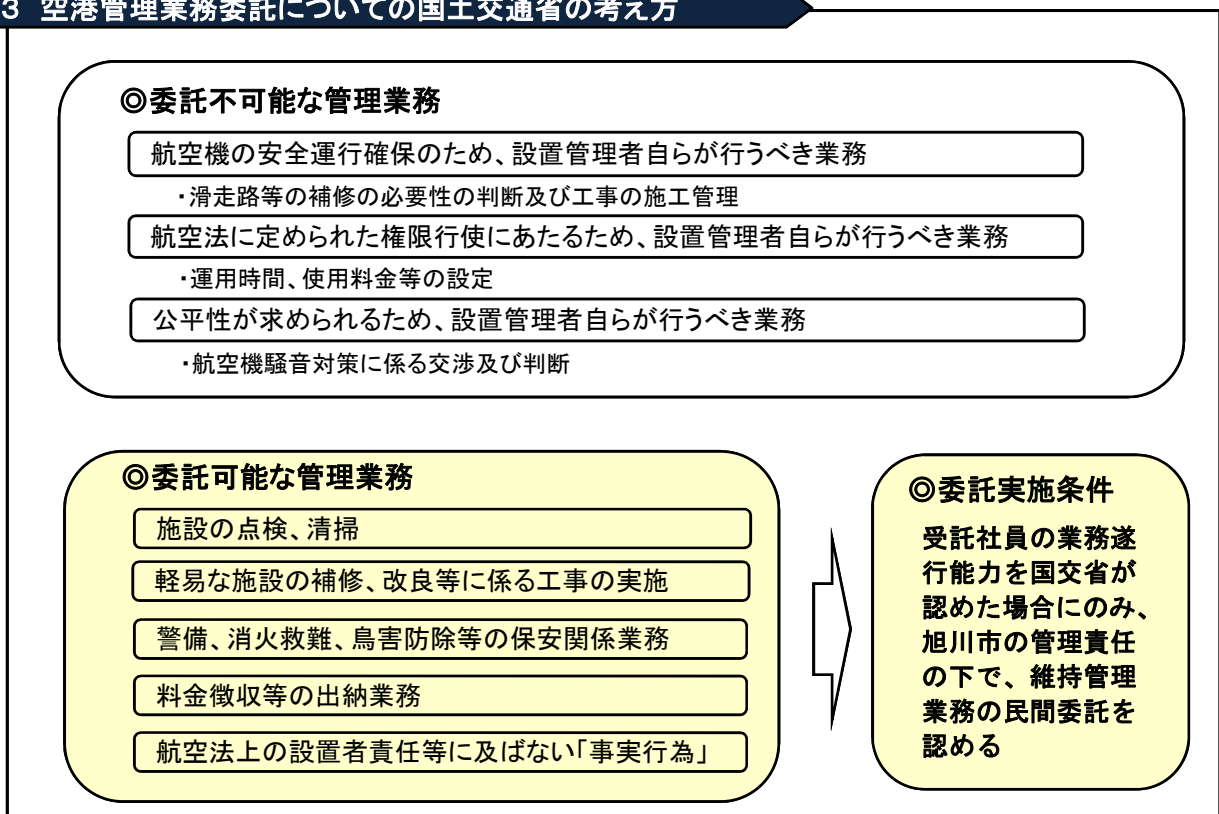 3 空港管理業務委託についての国土交通省の考え方
◎委託不可能な管理業務
航空機の安全運行確保のため、設置管理者自らが行うべき業務
・滑走路等の補修の必要性の判断及び工事の施工管理
航空法に定められた権限行使にあたるため、設置管理者自らが行うべき業務
・運用時間、使用料金等の設定
公平性が求められるため、設置管理者自らが行うべき業務
・航空機騒音対策に係る交渉及び判断
◎委託可能な管理業務
施設の点検、清掃
軽易な施設の補修、改良等に係る工事の実施
警備、消火救難、鳥害防除等の保安関係業務
料金徴収等の出納業務
航空法上の設置者責任等に及ばない「事実行為」
◎委託実施条件
受託社員の業務遂
行能力を国交省が
認めた場合にのみ、
旭川市の管理責任
の下で、維持管理
業務の民間委託を
認める